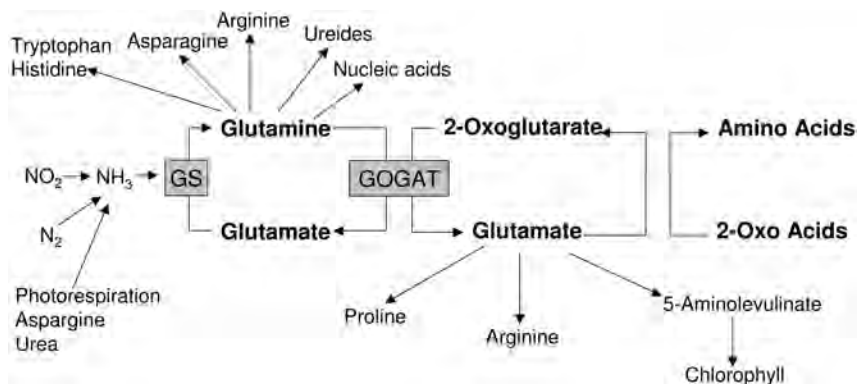 Arginine
Tryptophan
Histidine
Asparagine
Ureides
Nucleic acids
Glutamine
2-Oxoglutarate
Amino Acids
NO2
NH3
GS
GOGAT
N2
Glutamate
Glutamate
2-Oxo Acids
Photorespiration
Aspargine
Urea
Proline
Arginine
5-Aminolevulinate
Chlorophyll